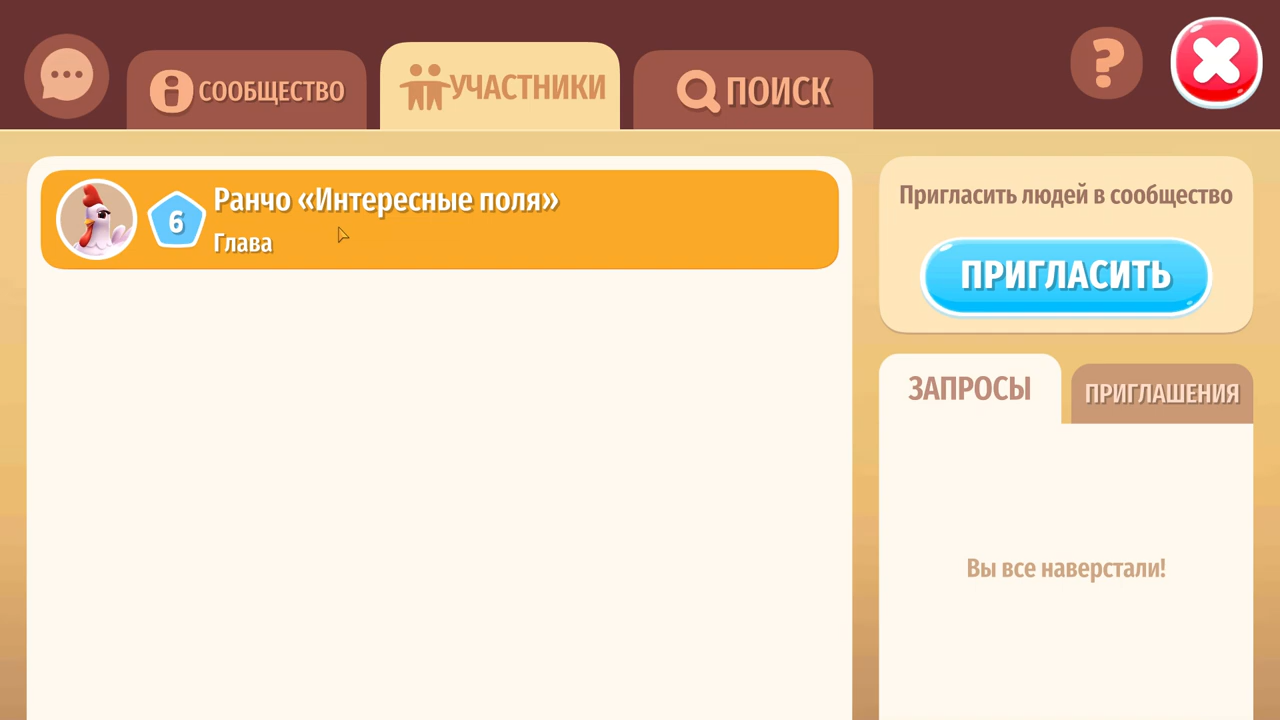 СООБЩЕСТВО
УЧАСТНИКИ
ПОИСК
?
6
Ранчо «Интересные поля»
Глава
Пригласить людей в сообщество
ПРИГЛАСИТЬ
ЗАПРОСЫ
ПРИГЛАШЕНИЯ
Вы все наверстали!